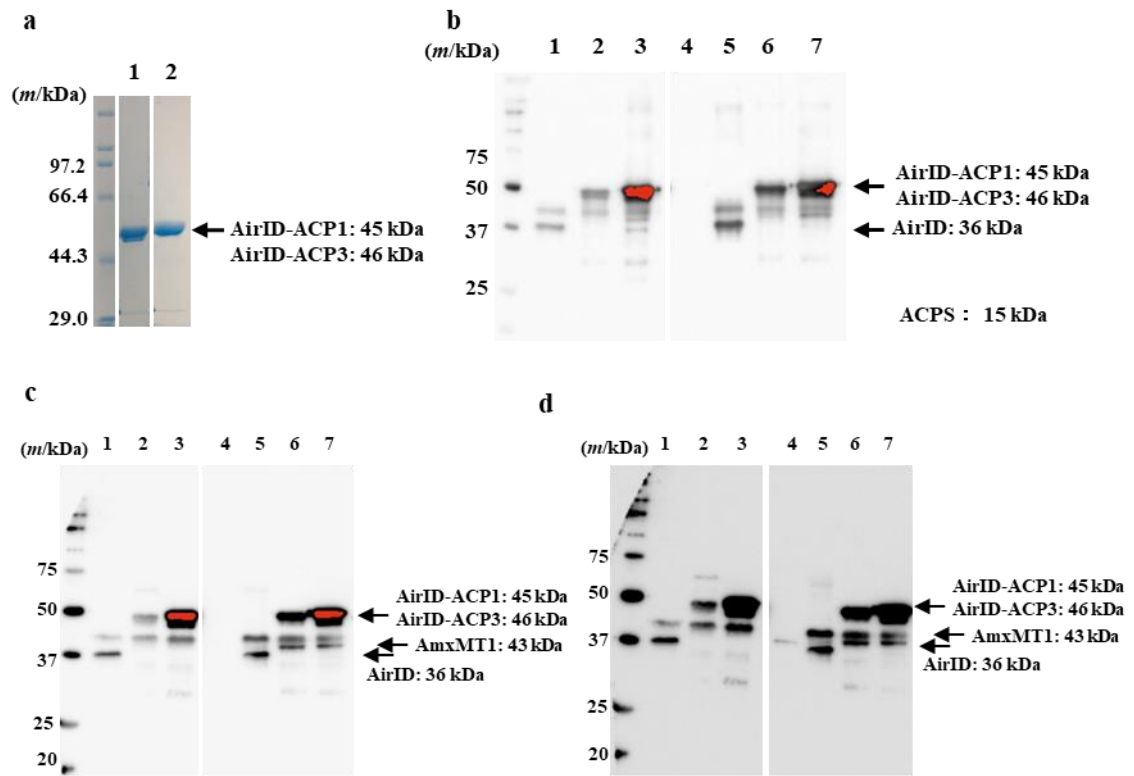 a
1 2
(m/kDa)
97.2
66.4
44.3
29.0
AirID-ACP1: 45 kDa
AirID-ACP3: 46 kDa
b
(m/kDa)
1 2 3 4 5 6 7
75
50
37
25
AirID-ACP1: 45 kDa
AirID-ACP3: 46 kDa
AirID: 36 kDa
ACPS： 15 kDa
c
(m/kDa)
1 2 3 4 5 6 7
75
50
37
25
20
AirID-ACP1: 45 kDa
AirID-ACP3: 46 kDa
AmxMT1: 43 kDa
AirID: 36 kDa
d
(m/kDa)
1 2 3 4 5 6 7
75
50
37
25
20
AirID-ACP1: 45 kDa
AirID-ACP3: 46 kDa
AmxMT1: 43 kDa
AirID: 36 kDa